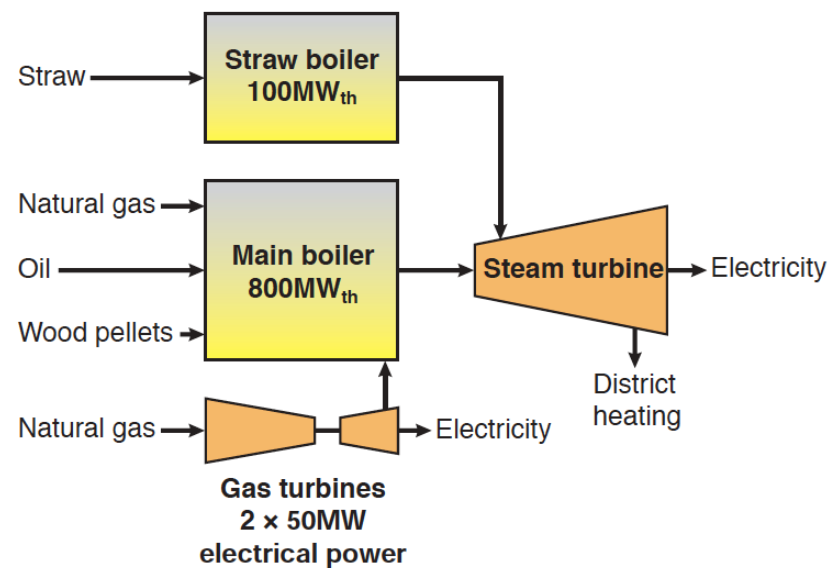 Straw
Straw boiler
100MWth
Natural gas
Oil
Wood pellets
Main boiler
800MWth
Steam turbine
Electricity
District
heating
Natural gas
Electricity
Gas turbines
2 × 50MW
electrical power